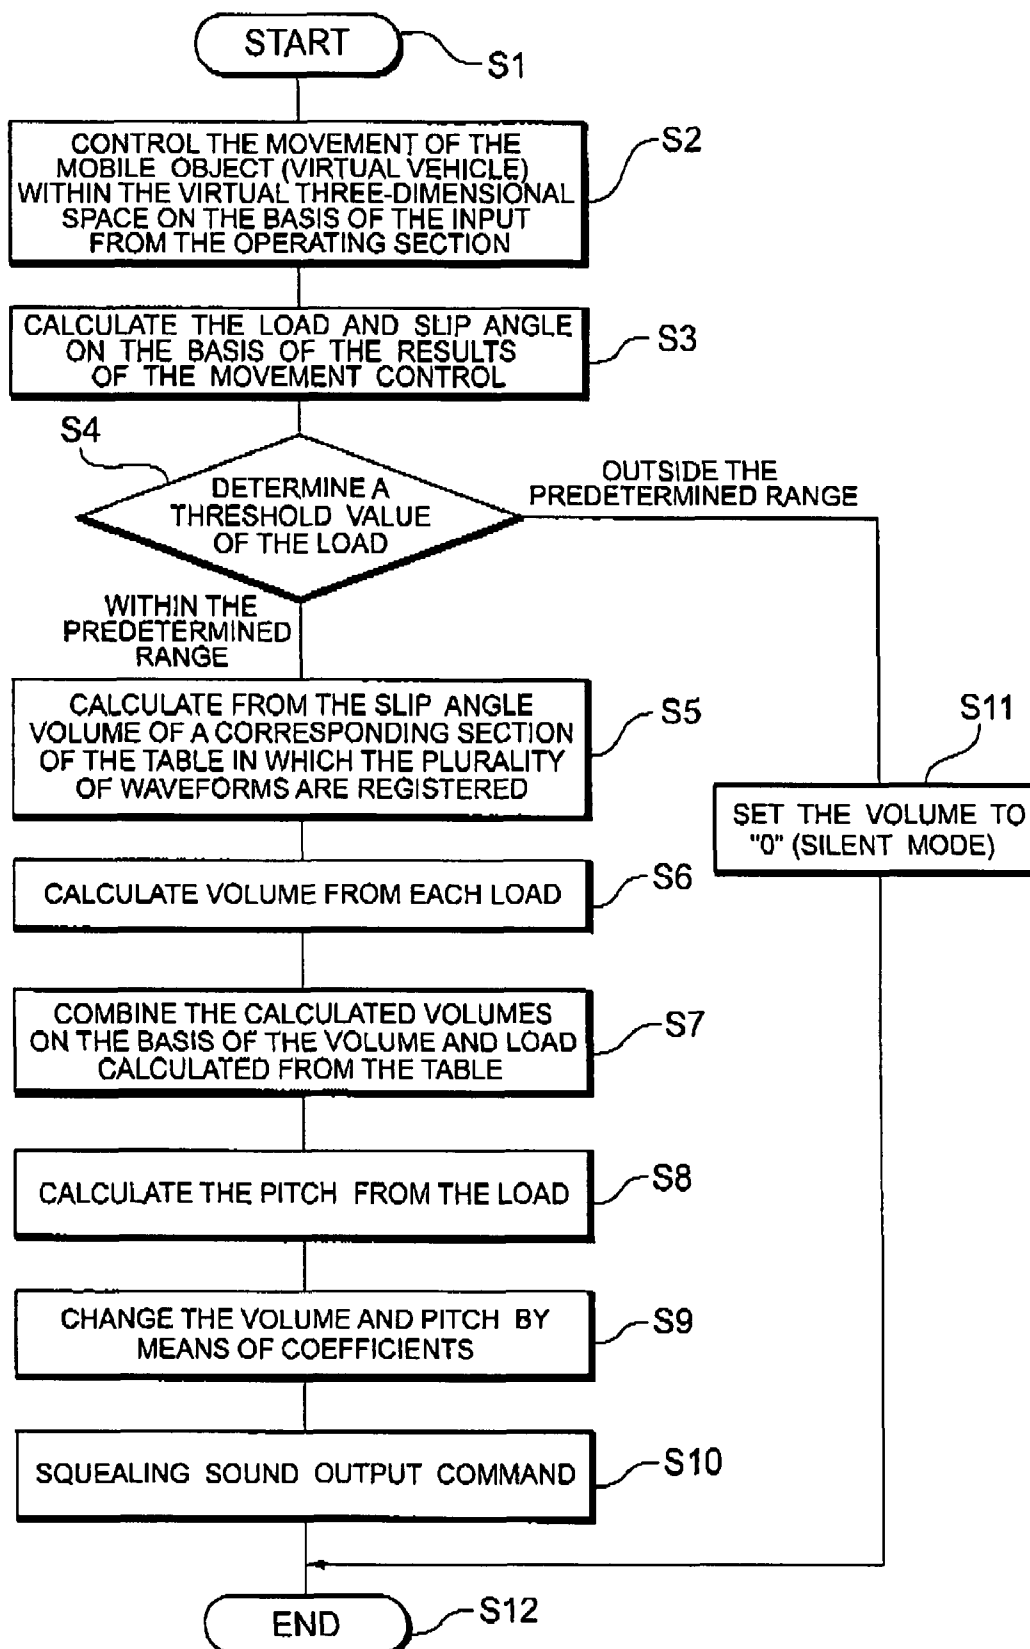 START
S1
CONTROL THE MOVEMENT OF THE
MOBILE OBJECT (VIRTUAL VEHICLE)
WITHIN THE VIRTUAL THREE-DIMENSIONAL
SPACE ON THE BASIS OF THE INPUT
FROM THE OPERATING SECTION
S2
CALCULATE THE LOAD AND SLIP ANGLE
ON THE BASIS OF THE RESULTS
OF THE MOVEMENT CONTROL
S3
S4
DETERMINE A
THRESHOLD VALUE
OF THE LOAD
OUTSIDE THE
PREDETERMINED RANGE
WITHIN THE
PREDETERMINED
RANGE
CALCULATE FROM THE SLIP ANGLE
VOLUME OF A CORRESPONDING SECTION
OF THE TABLE IN WHICH THE PLURALITY
OF WAVEFORMS ARE REGISTERED
S5
S11
SET THE VOLUME TO
"0" (SILENT MODE)
CALCULATE VOLUME FROM EACH LOAD
S6
COMBINE THE CALCULATED VOLUMES
ON THE BASIS OF THE VOLUME AND LOAD
CALCULATED FROM THE TABLE
S7
CALCULATE THE PITCH FROM THE LOAD
S8
CHANGE THE VOLUME AND PITCH BY
MEANS OF COEFFICIENTS
S9
SQUEALING SOUND OUTPUT COMMAND
S10
END
S12